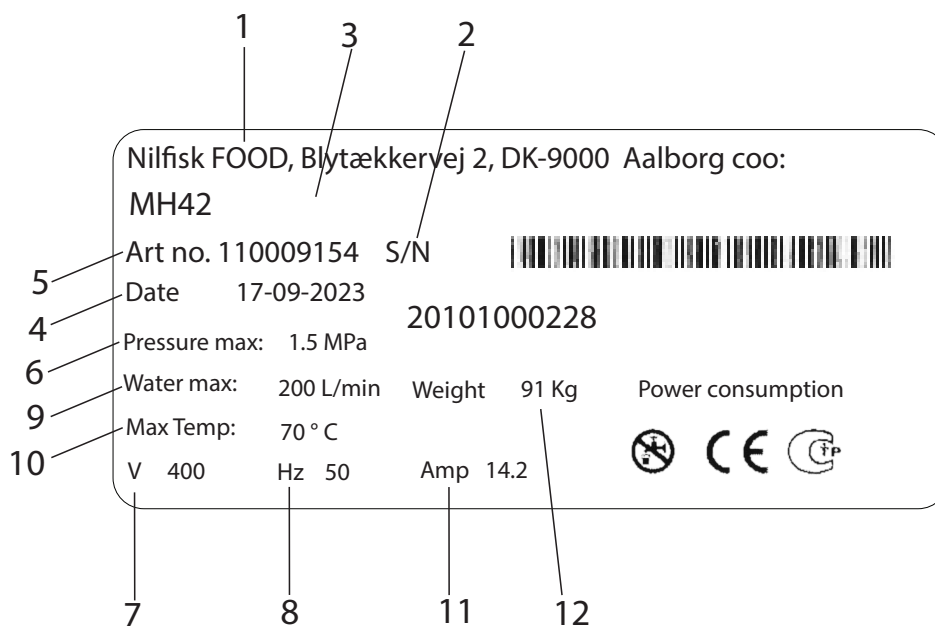 1 3 2
Nilfisk FOOD, Blytækkervej 2, DK-9000 Aalborg coo:
MH42
5 Art no. 110009154 S/N
4 Date 17-09-2023
20101000228
6 Pressure max: 1.5 MPa
9 Water max: 200 L/min Weight 91 Kg Power consumption
10 Max Temp: 70 ° C
CE
V 400 Hz 50 Amp 14.2
7 8 11 12